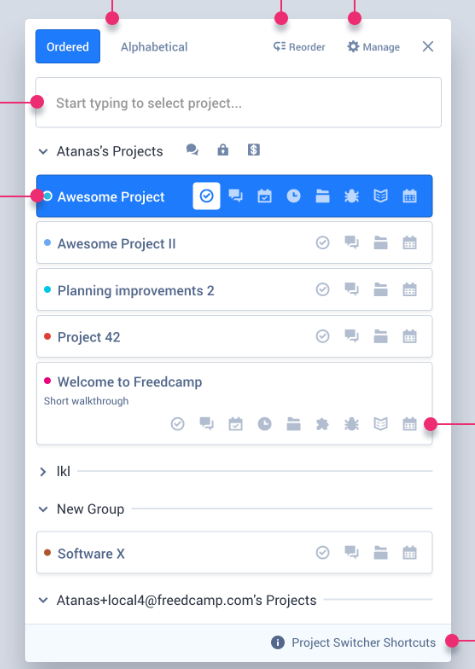 Ordered
Alphabetical
Reorder
Manage
Start typing to select project...
Atanas's Projects
Awesome Project
Awesome Project II
Planning improvements 2
Project 42
Welcome to Freedcamp
Short walkthrough
lkl
New Group
Software X
Atanas+local4@freedcamp.com's Projects
Project Switcher Shortcuts